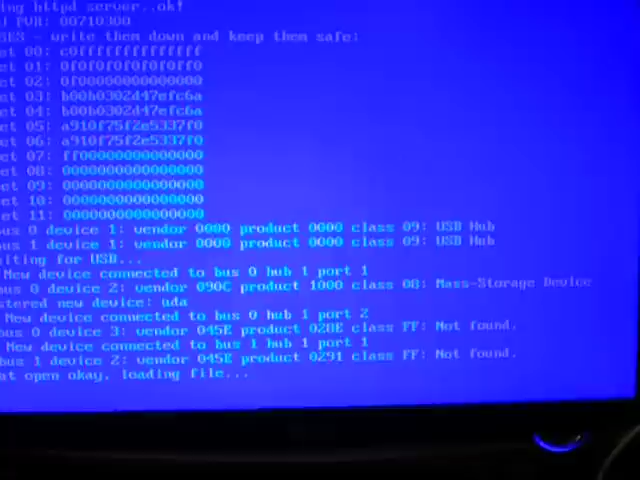 ing httpd server..ok!
PVR: 00710300
SES - write them down and keep them safe:
et 00: c0ffffffffffffff
et 01: 0f0f0f0f0f0f0ff0
et 02: 0f00000000000000
et 03: b00b0302d47efc6a
et 04: b00b0302d47efc6a
et 05: a910f75f2e5337f0
et 06: a910f75f2e5337f0
et 07: ff00000000000000
et 08: 0000000000000000
et 09: 0000000000000000
et 10: 0000000000000000
et 11: 0000000000000000
bus 0 device 1: vendor 0000 product 0000 class 09: USB Hub
bus 1 device 1: vendor 0000 product 0000 class 09: USB Hub
iting for USB...
New device connected to bus 0 hub 1 port 1
bus 0 device 2: vendor 090C product 1000 class 08: Mass-Storage Device
stered new device: uda
New device connected to bus 0 hub 1 port 2
bus 0 device 3: vendor 045E product 028E class FF: Not found.
New device connected to bus 1 hub 1 port 1
bus 1 device 2: vendor 045E product 0291 class FF: Not found.
at open okay, loading file...